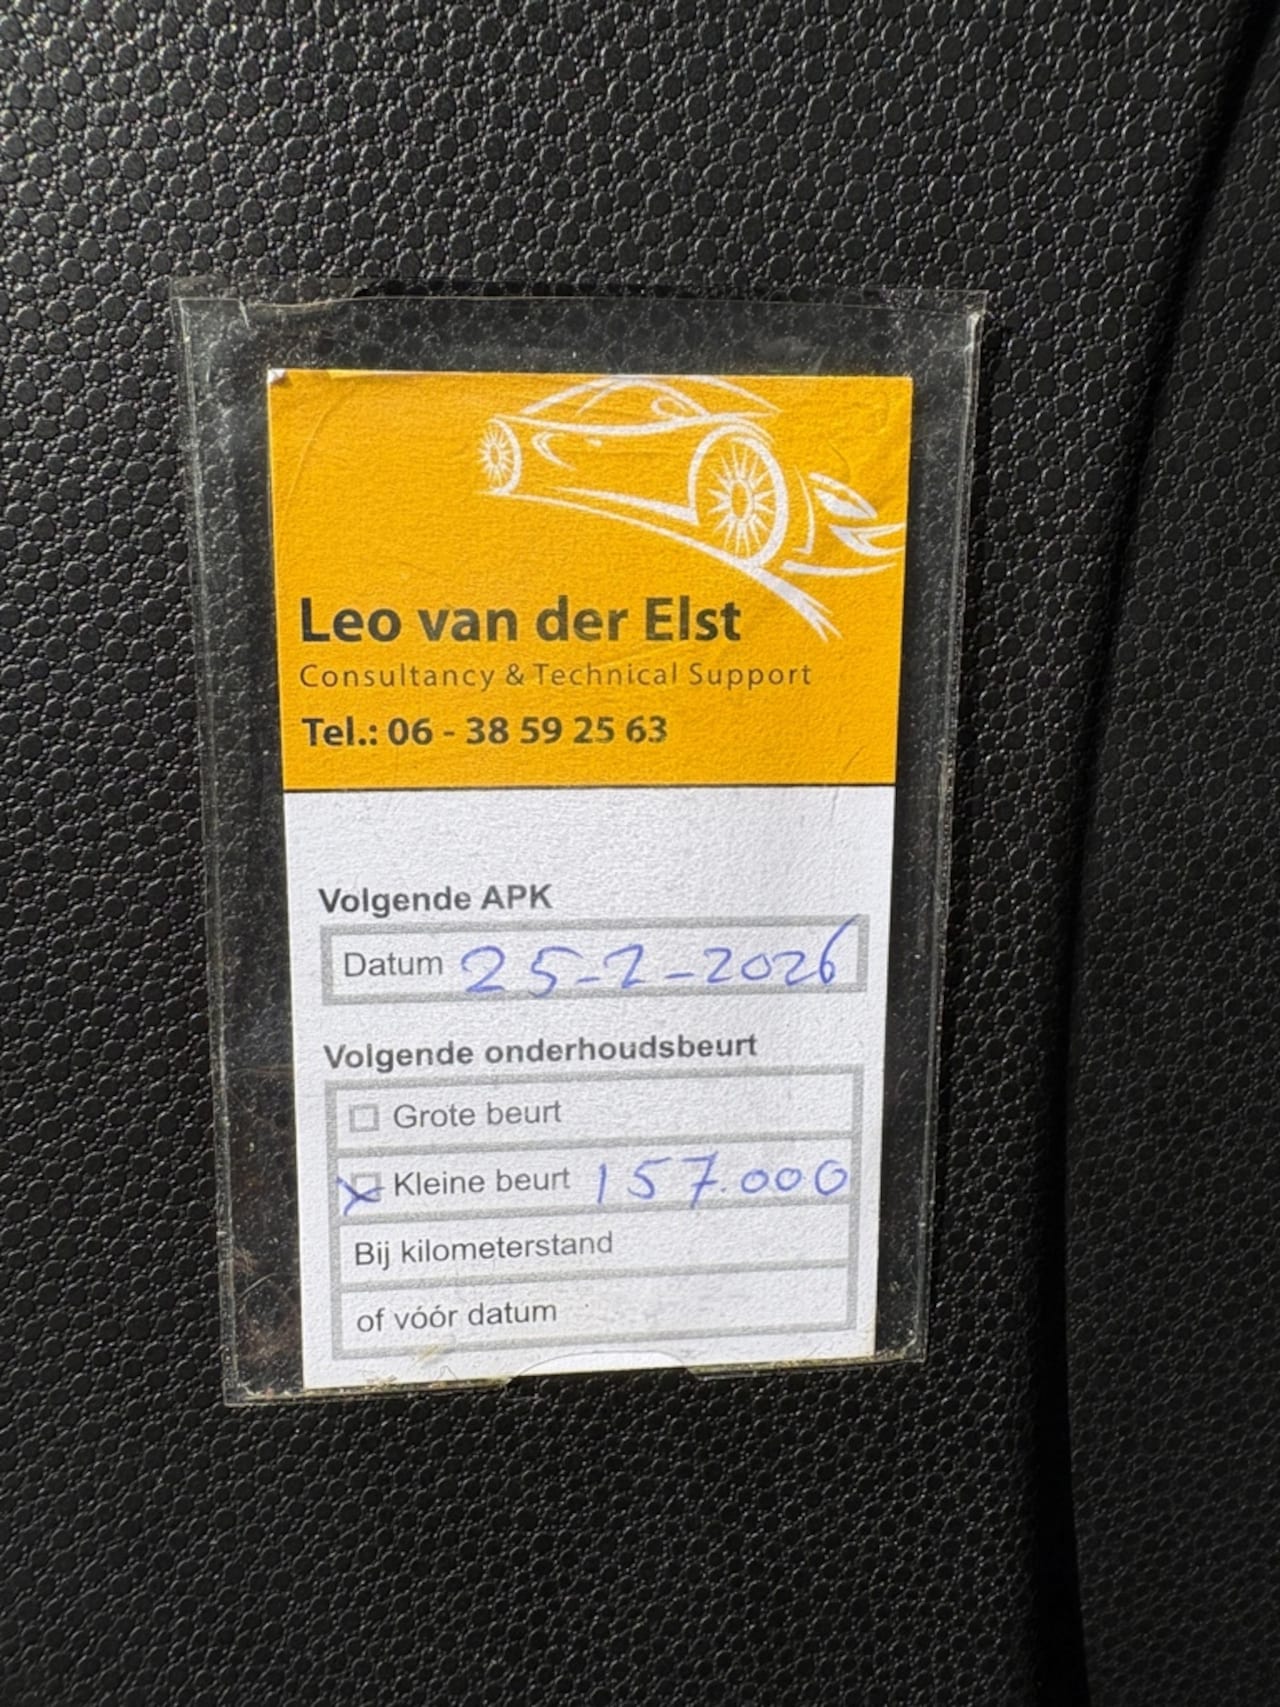 Leo van der Elst
Consultancy & Technical Support
Tel.: 06 - 38 59 25 63
Volgende APK
Datum 25-2-2026
Volgende onderhoudsbeurt
Grote beurt
Kleine beurt 157.000
Bij kilometerstand
of vóór datum